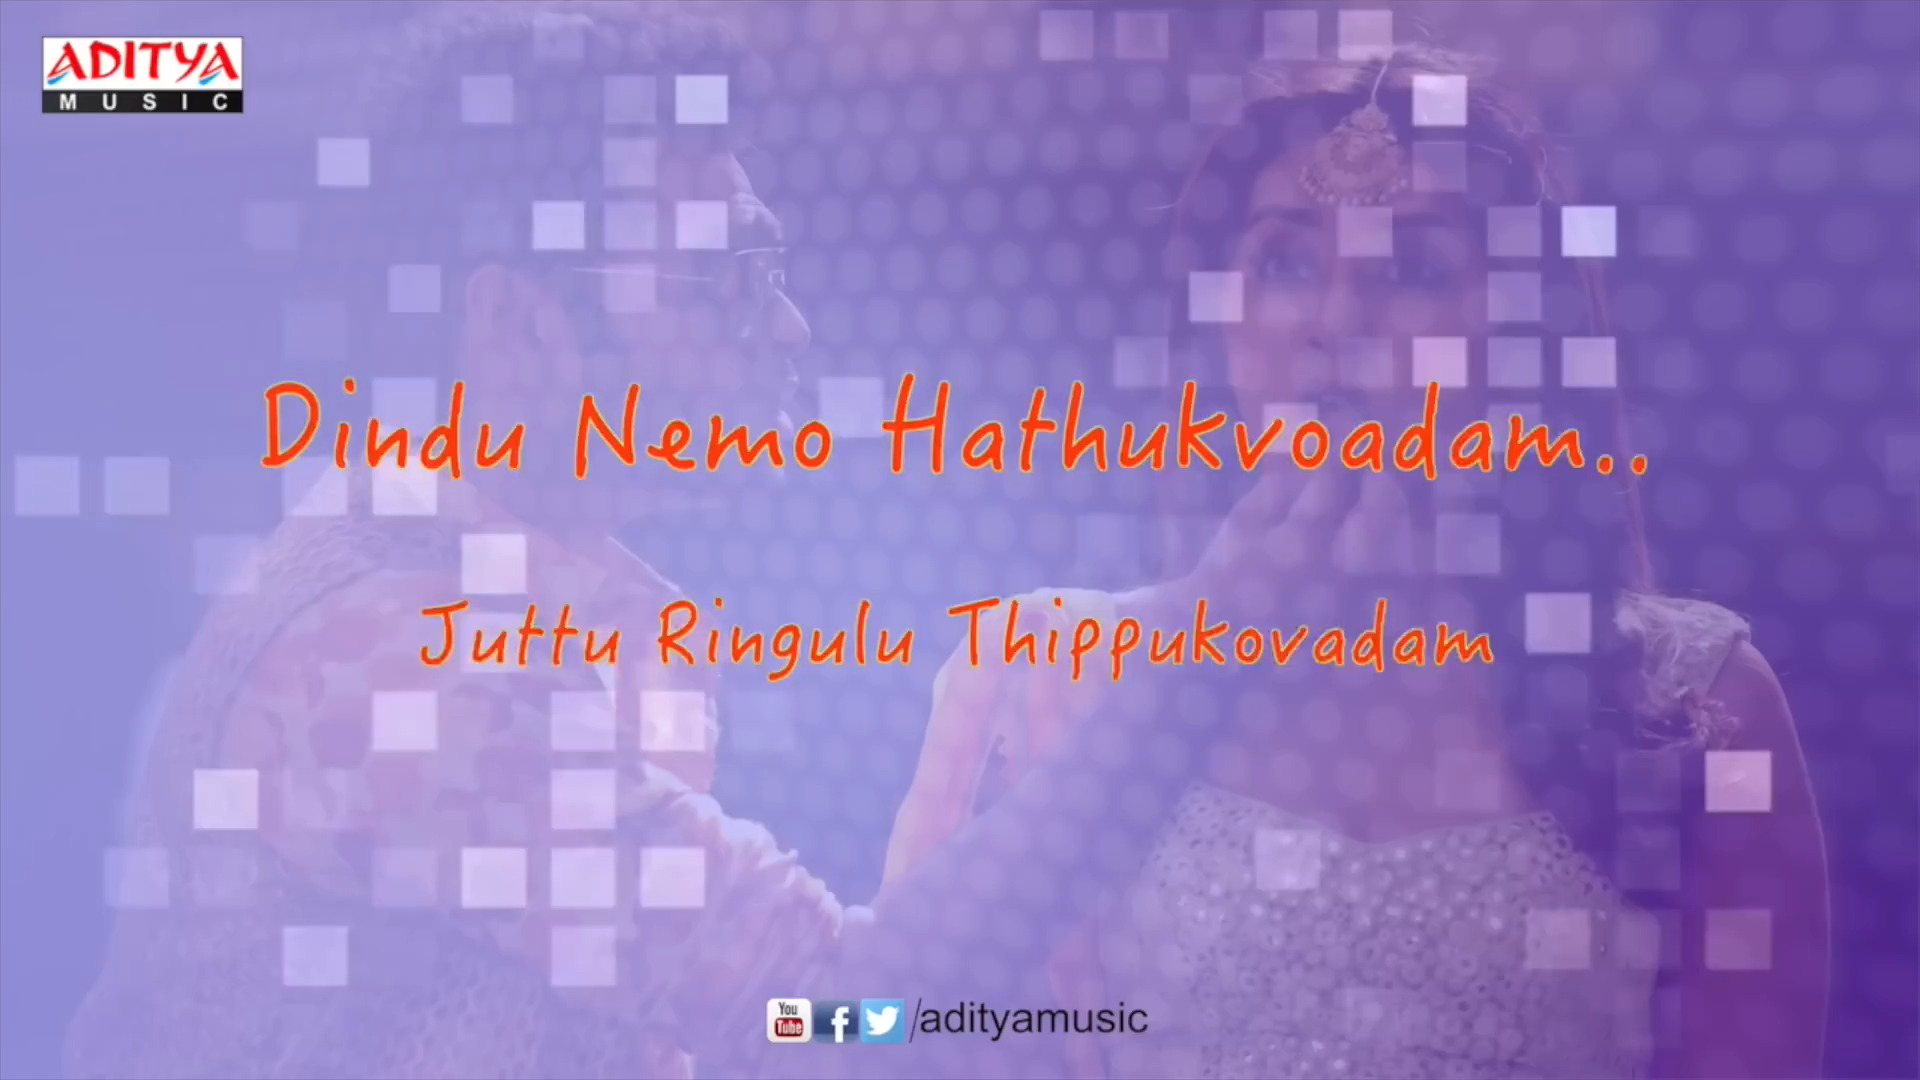 ADITYA
MUSIC
Dindu Nemo Hathukvoadam..
Juttu Ringulu Thippukovadam
You
Tube
f
/adityamusic